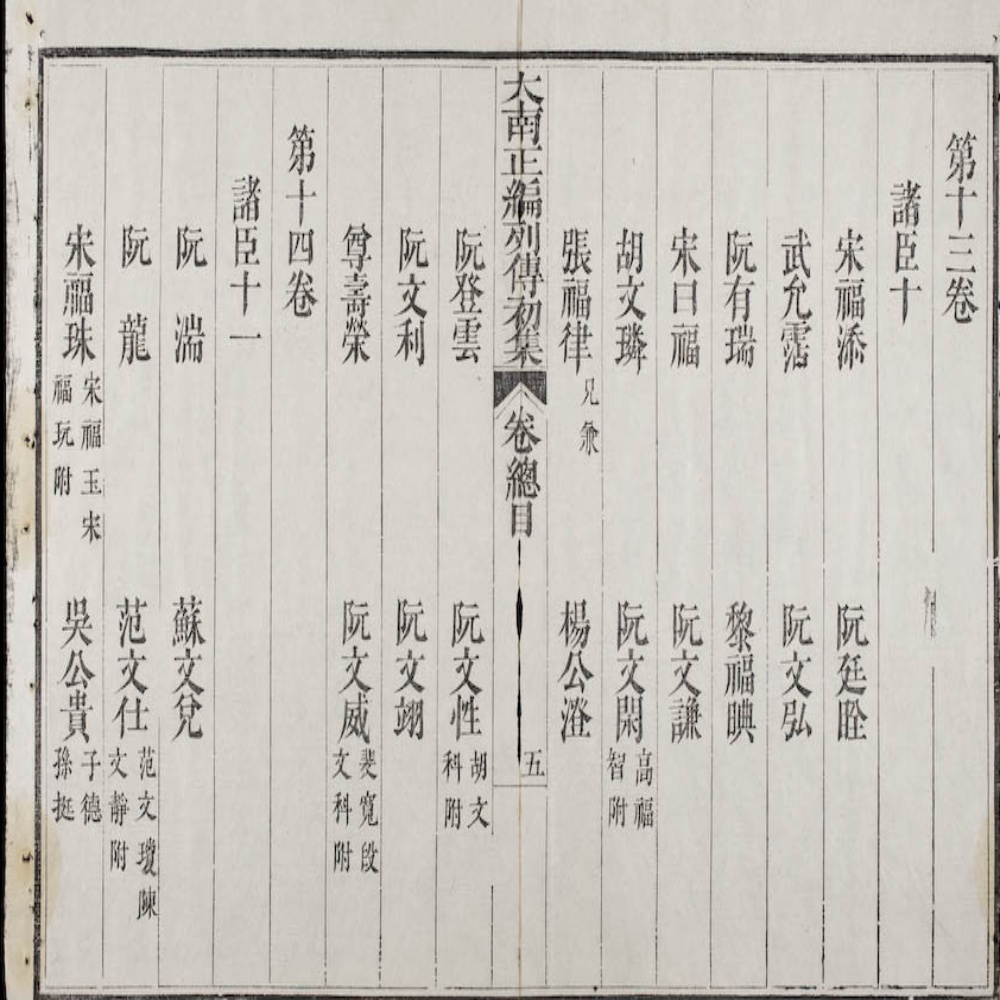 第十三卷
諸臣十
宋福添 阮廷㫨
武允霑 阮文弘
阮有瑞 黎福晪
宋曰福 阮文謙
胡文璘 阮文閑 高福智附
張福律 兄𠔥 楊公澄
大南正編列傳初集 卷總目 五
阮登雲 阮文性 胡文科附
阮文利 阮文翊
尊壽榮 阮文威 裴寬段文科附
第十四卷
諸臣十一
阮湍 蘇文兌
阮龍 范文仕 范文瓊陳文靜附
宋福珠 宋福玉宋福玩附 吳公貴 子德孫挺